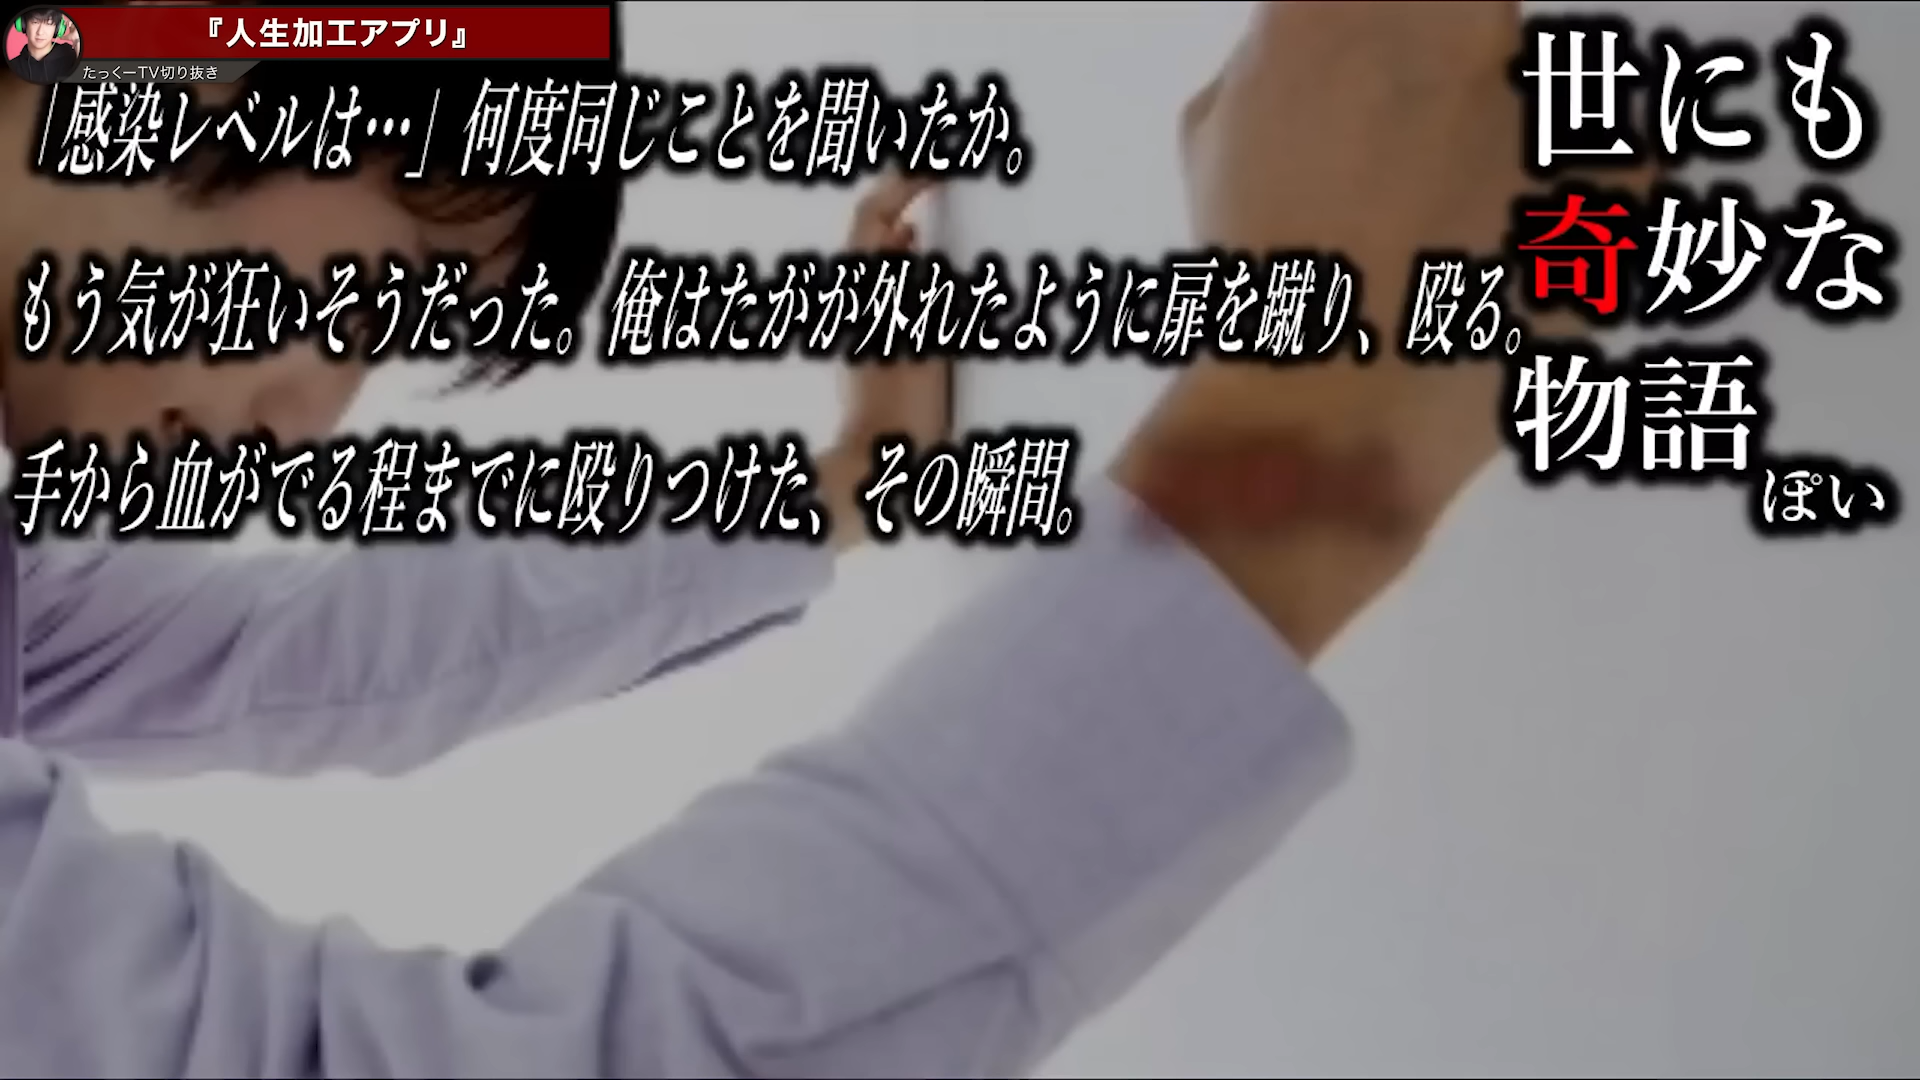 『人生加工アプリ』
たっくーTV切り抜き
「感染レベルは…」何度同じことを聞いたか。
もう気が狂いそうだった。俺はたがが外れたように扉を蹴り、殴る。
手から血がでる程までに殴りつけた、その瞬間。
世にも
奇妙な
物語
ぽい